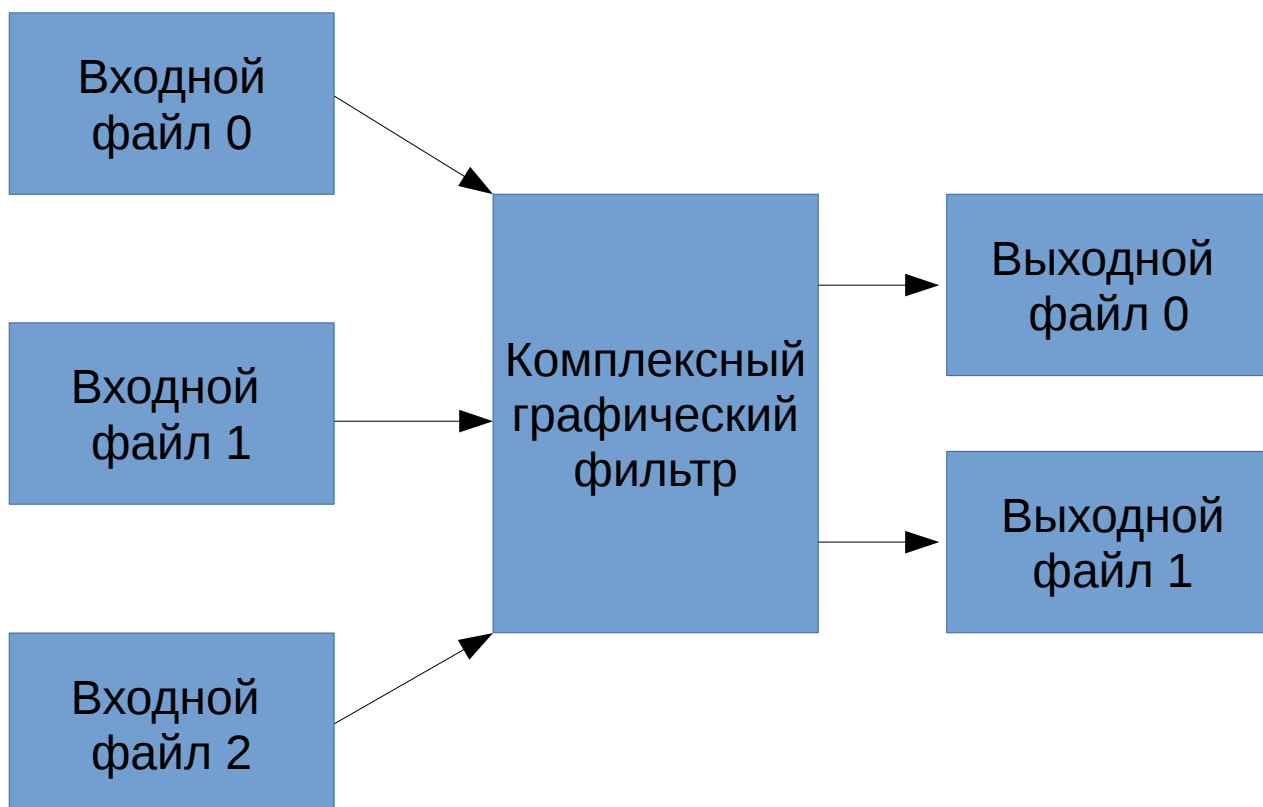 Входной
файл 0
Входной
файл 1
Входной
файл 2
Комплексный
графический
фильтр
Выходной
файл 0
Выходной
файл 1